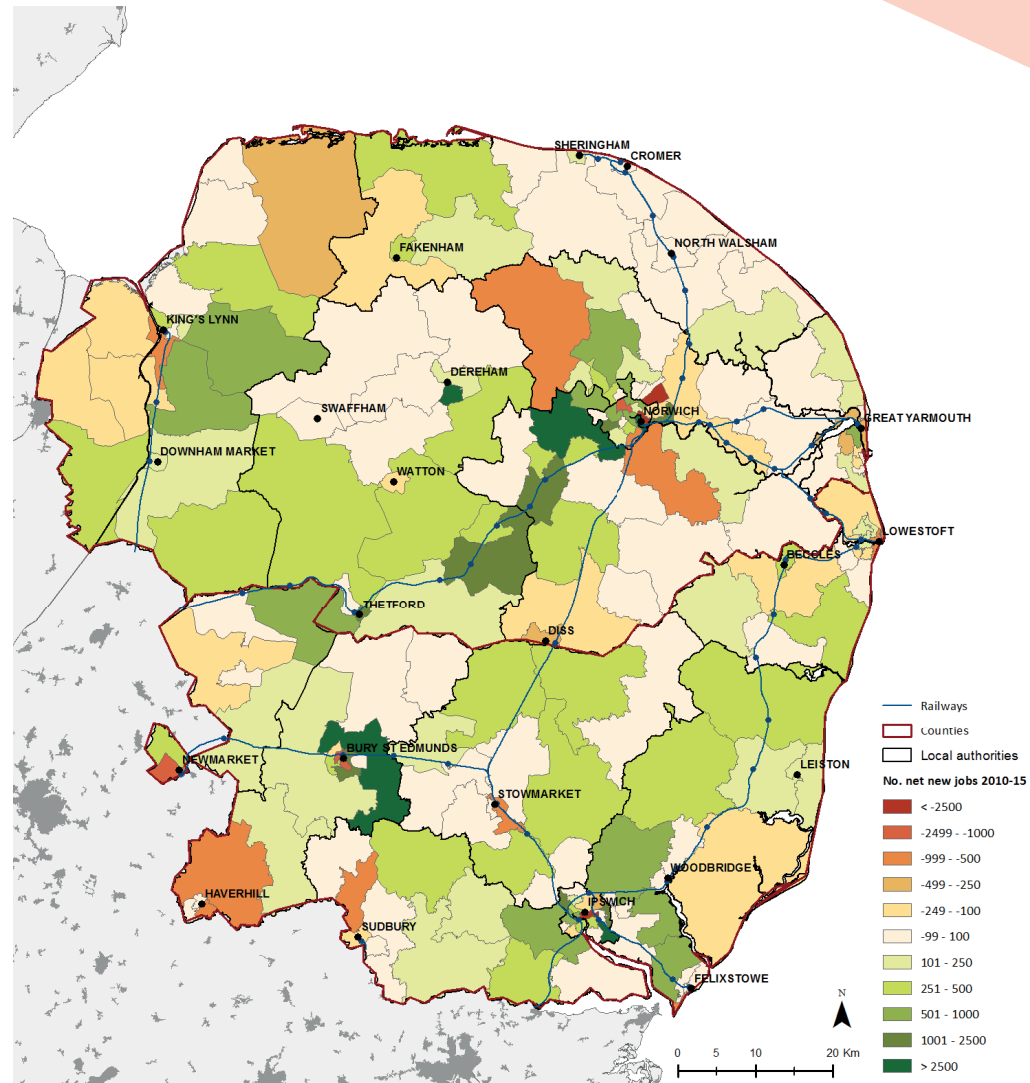 SHERINGHAM
CROMER
NORTH WALSHAM
FAKENHAM
KING'S LYNN
DEREHAM
SWAFFHAM
NORWICH
GREAT YARMOUTH
DOWNHAM MARKET
WATTON
LOWESTOFT
BECCLES
THETFORD
DISS
BURY ST EDMUNDS
NEWMARKET
LEISTON
STOWMARKET
WOODBRIDGE
HAVERHILL
IPSWICH
SUDBURY
FELIXSTOWE
Railways
Counties
Local authorities
No. net new jobs 2010-15
< -2500
-2499 - -1000
-999 - -500
-499 - -250
-249 - -100
-99 - 100
101 - 250
251 - 500
501 - 1000
1001 - 2500
> 2500
N
0 5 10 20 Km